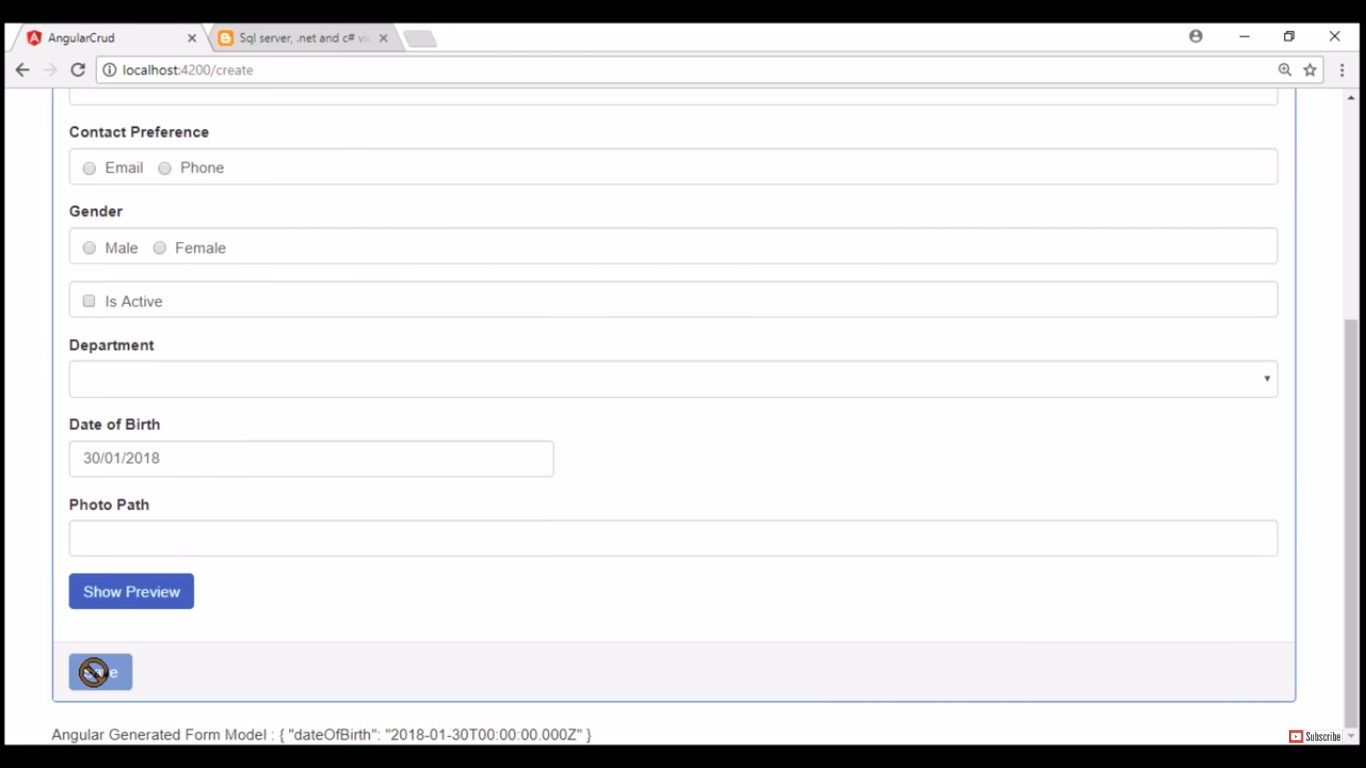 AngularCrud
Sql server, .net and c#
localhost:4200/create
Contact Preference
Email Phone
Gender
Male Female
Is Active
Department
Date of Birth
30/01/2018
Photo Path
Show Preview
Angular Generated Form Model : { "dateOfBirth": "2018-01-30T00:00:00.000Z" }
Subscribe